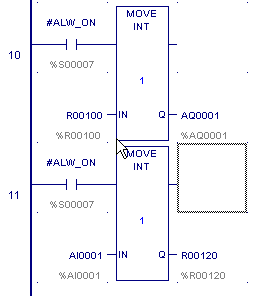 MOVE
INT
#ALW_ON
10
%S00007
1
R00100 IN Q AQ0001
%R00100 %AQ0001
MOVE
#ALW_ON
INT
11
%S00007
1
AI0001 IN Q R00120
%AI0001 %R00120